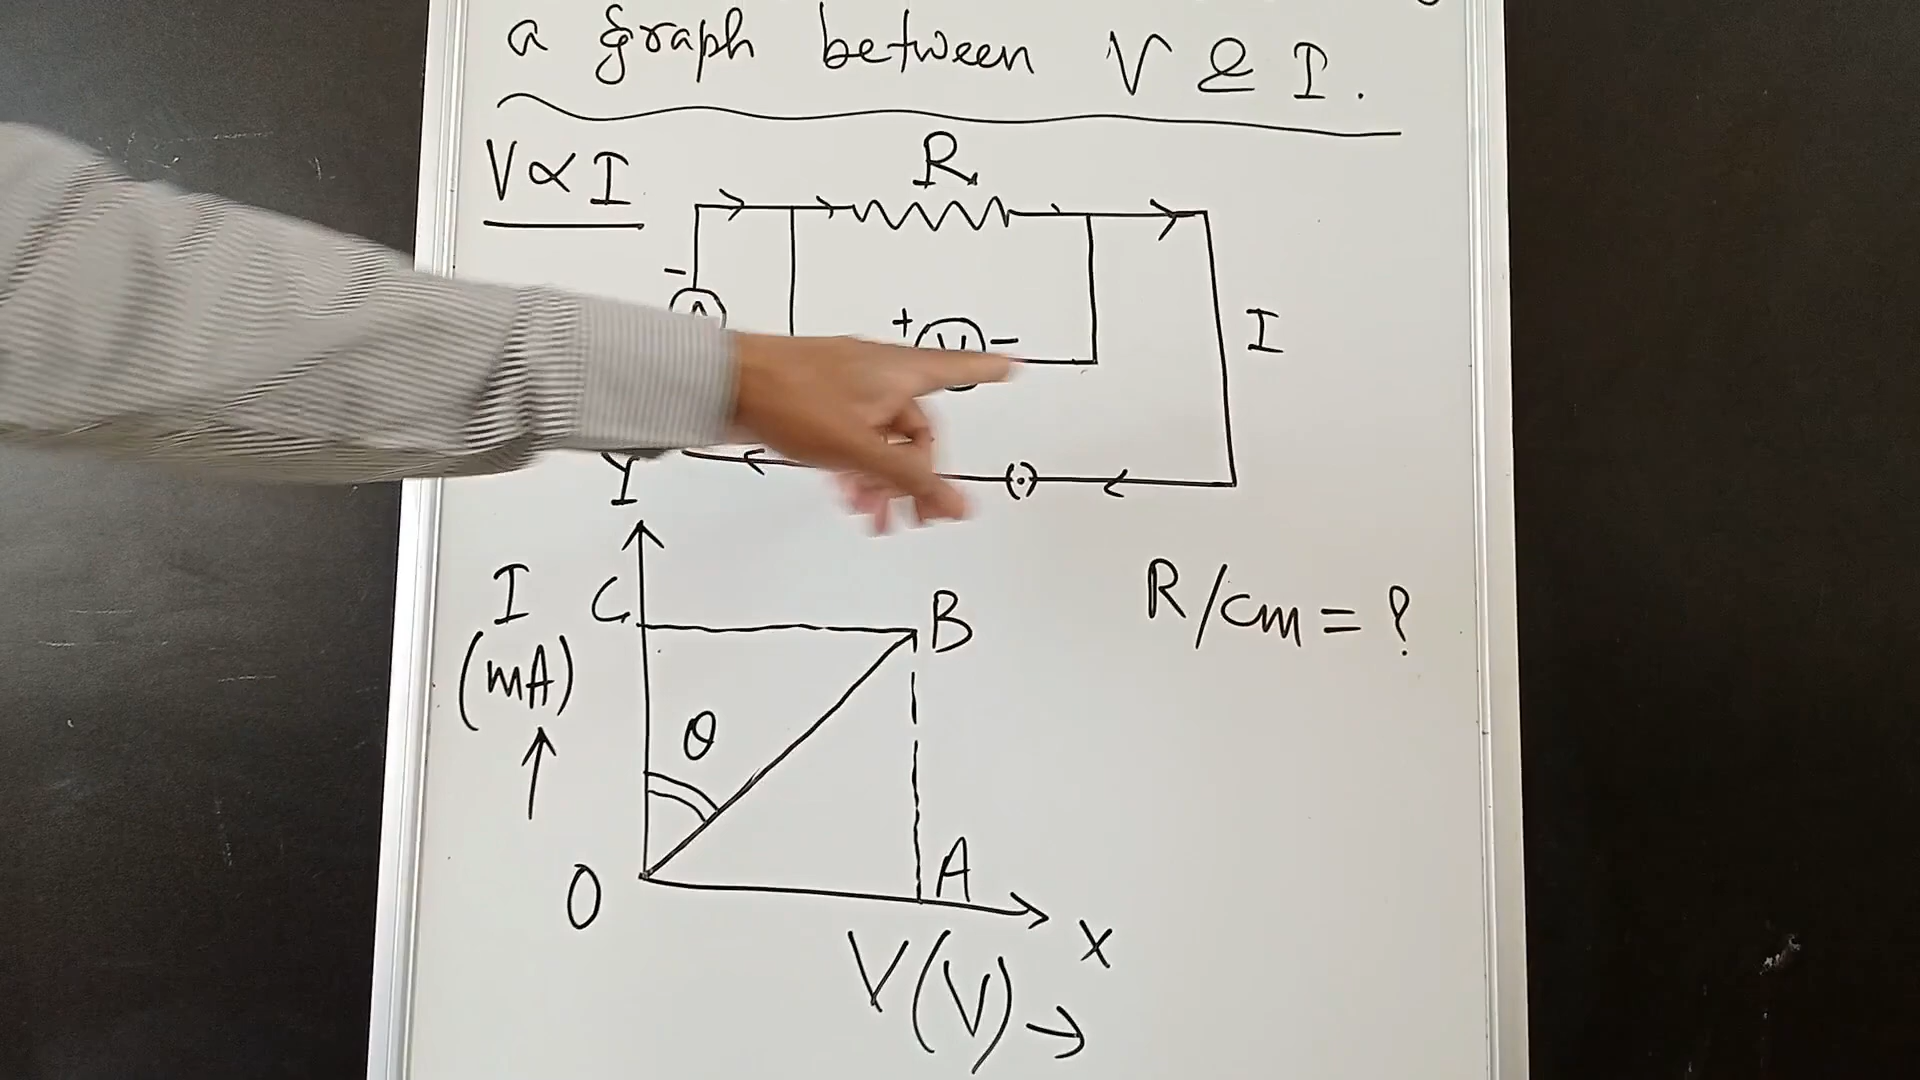 a graph between V & I.
V ∝ I
R
-
A
+
V
-
I
Y
I
(mA)
C
B
R/cm = ?
θ
O
A
X
V(V) →